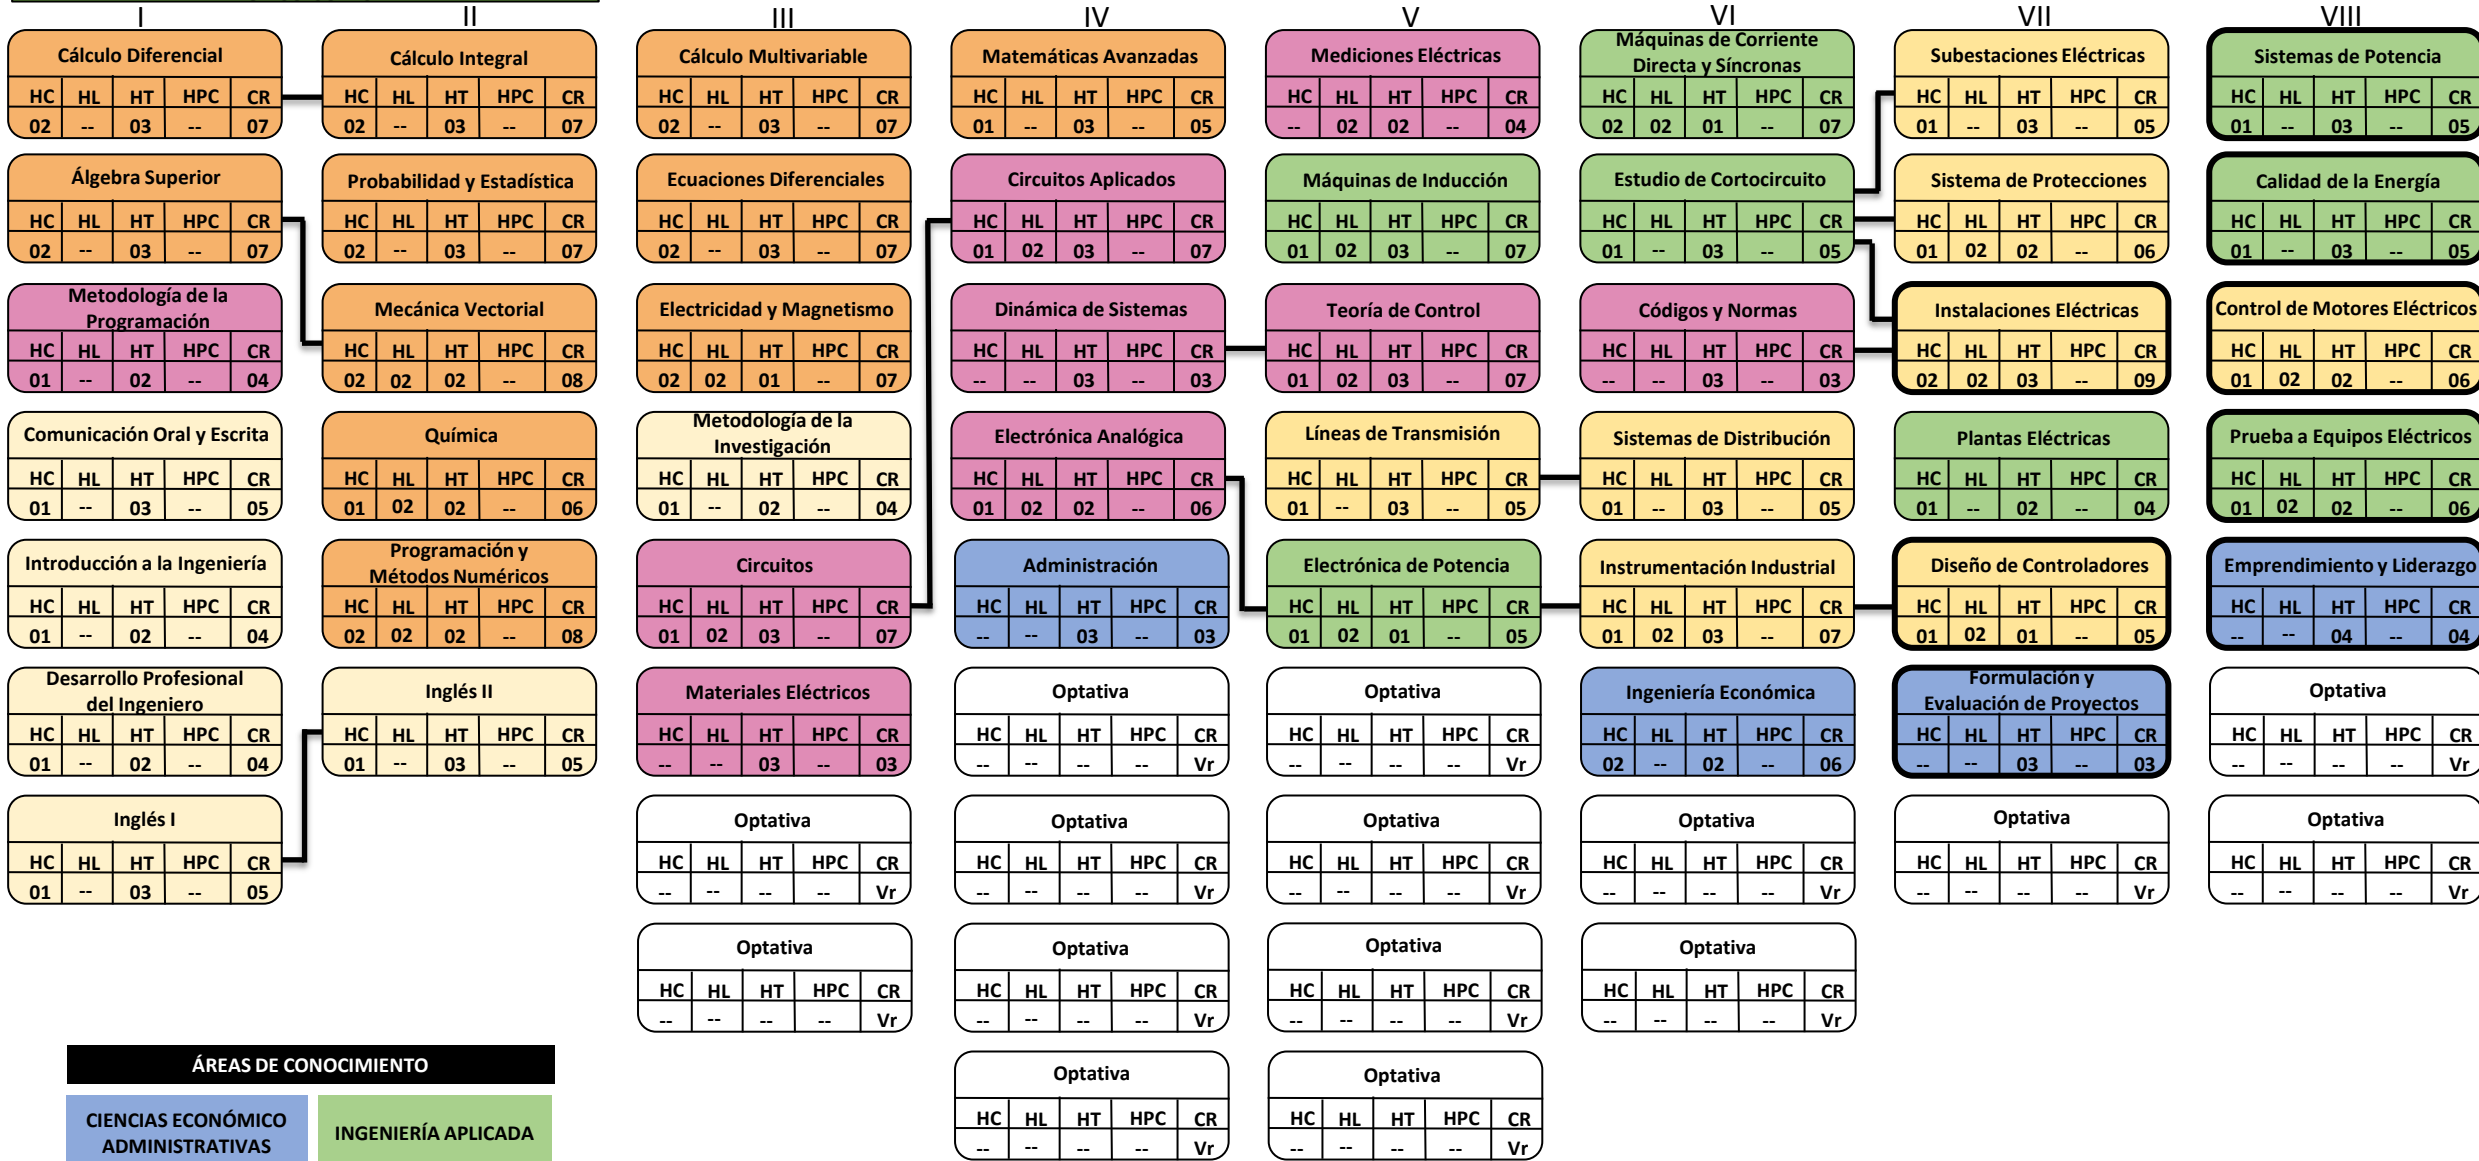 I
II
III
IV
V
VI
VII
VIII
Cálculo Diferencial
HC HL HT HPC CR
02 -- 03 -- 07
Álgebra Superior
HC HL HT HPC CR
02 -- 03 -- 07
Metodología de la
Programación
HC HL HT HPC CR
01 -- 02 -- 04
Comunicación Oral y Escrita
HC HL HT HPC CR
01 -- 03 -- 05
Introducción a la Ingeniería
HC HL HT HPC CR
01 -- 02 -- 04
Desarrollo Profesional
del Ingeniero
HC HL HT HPC CR
01 -- 02 -- 04
Inglés I
HC HL HT HPC CR
01 -- 03 -- 05
Cálculo Integral
HC HL HT HPC CR
02 -- 03 -- 07
Probabilidad y Estadística
HC HL HT HPC CR
02 -- 03 -- 07
Mecánica Vectorial
HC HL HT HPC CR
02 02 02 -- 08
Química
HC HL HT HPC CR
01 02 02 -- 06
Programación y
Métodos Numéricos
HC HL HT HPC CR
02 02 02 -- 08
Inglés II
HC HL HT HPC CR
01 -- 03 -- 05
Cálculo Multivariable
HC HL HT HPC CR
02 -- 03 -- 07
Ecuaciones Diferenciales
HC HL HT HPC CR
02 -- 03 -- 07
Electricidad y Magnetismo
HC HL HT HPC CR
02 02 01 -- 07
Metodología de la
Investigación
HC HL HT HPC CR
01 -- 02 -- 04
Circuitos
HC HL HT HPC CR
01 02 03 -- 07
Materiales Eléctricos
HC HL HT HPC CR
-- -- 03 -- 03
Optativa
HC HL HT HPC CR
-- -- -- -- Vr
Optativa
HC HL HT HPC CR
-- -- -- -- Vr
Matemáticas Avanzadas
HC HL HT HPC CR
01 -- 03 -- 05
Circuitos Aplicados
HC HL HT HPC CR
01 02 03 -- 07
Dinámica de Sistemas
HC HL HT HPC CR
-- -- 03 -- 03
Electrónica Analógica
HC HL HT HPC CR
01 02 02 -- 06
Administración
HC HL HT HPC CR
-- -- 03 -- 03
Optativa
HC HL HT HPC CR
-- -- -- -- Vr
Optativa
HC HL HT HPC CR
-- -- -- -- Vr
Optativa
HC HL HT HPC CR
-- -- -- -- Vr
Optativa
HC HL HT HPC CR
-- -- -- -- Vr
Mediciones Eléctricas
HC HL HT HPC CR
-- 02 02 -- 04
Máquinas de Inducción
HC HL HT HPC CR
01 02 03 -- 07
Teoría de Control
HC HL HT HPC CR
01 02 03 -- 07
Líneas de Transmisión
HC HL HT HPC CR
01 -- 03 -- 05
Electrónica de Potencia
HC HL HT HPC CR
01 02 01 -- 05
Optativa
HC HL HT HPC CR
-- -- -- -- Vr
Optativa
HC HL HT HPC CR
-- -- -- -- Vr
Optativa
HC HL HT HPC CR
-- -- -- -- Vr
Optativa
HC HL HT HPC CR
-- -- -- -- Vr
Máquinas de Corriente
Directa y Síncronas
HC HL HT HPC CR
02 02 01 -- 07
Estudio de Cortocircuito
HC HL HT HPC CR
01 -- 03 -- 05
Códigos y Normas
HC HL HT HPC CR
-- -- 03 -- 03
Sistemas de Distribución
HC HL HT HPC CR
01 -- 03 -- 05
Instrumentación Industrial
HC HL HT HPC CR
01 02 03 -- 07
Ingeniería Económica
HC HL HT HPC CR
02 -- 02 -- 06
Optativa
HC HL HT HPC CR
-- -- -- -- Vr
Optativa
HC HL HT HPC CR
-- -- -- -- Vr
Subestaciones Eléctricas
HC HL HT HPC CR
01 -- 03 -- 05
Sistema de Protecciones
HC HL HT HPC CR
01 02 02 -- 06
Instalaciones Eléctricas
HC HL HT HPC CR
02 02 03 -- 09
Plantas Eléctricas
HC HL HT HPC CR
01 -- 02 -- 04
Diseño de Controladores
HC HL HT HPC CR
01 02 01 -- 05
Formulación y
Evaluación de Proyectos
HC HL HT HPC CR
-- -- 03 -- 03
Optativa
HC HL HT HPC CR
-- -- -- -- Vr
Sistemas de Potencia
HC HL HT HPC CR
01 -- 03 -- 05
Calidad de la Energía
HC HL HT HPC CR
01 -- 03 -- 05
Control de Motores Eléctricos
HC HL HT HPC CR
01 02 02 -- 06
Prueba a Equipos Eléctricos
HC HL HT HPC CR
01 02 02 -- 06
Emprendimiento y Liderazgo
HC HL HT HPC CR
-- -- 04 -- 04
Optativa
HC HL HT HPC CR
-- -- -- -- Vr
Optativa
HC HL HT HPC CR
-- -- -- -- Vr
ÁREAS DE CONOCIMIENTO
CIENCIAS ECONÓMICO
ADMINISTRATIVAS
INGENIERÍA APLICADA